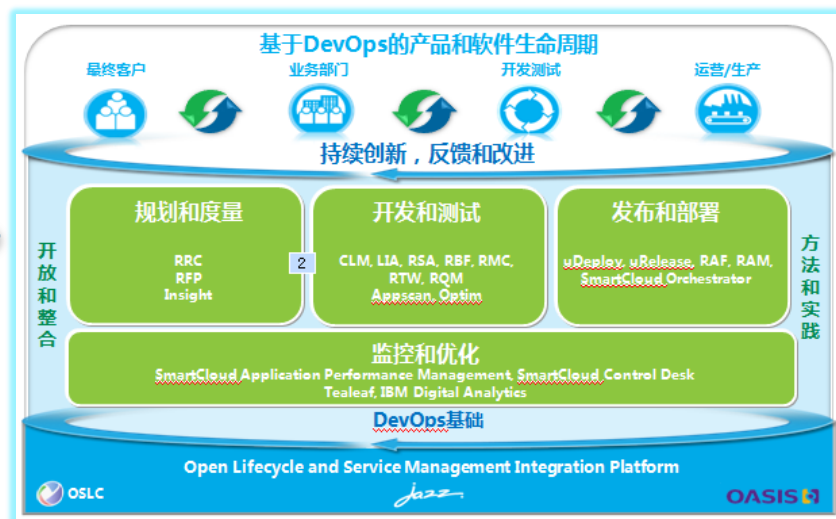 基于DevOps的产品和软件生命周期
最终客户
业务部门
开发测试
运营/生产
持续创新，反馈和改进
开放和整合
规划和度量
RRC
RFP
Insight
2
开发和测试
CLM, LIA, RSA, RBF, RMC,
RTW, RQM
Appscan, Optim
发布和部署
uDeploy, uRelease, RAF, RAM,
SmartCloud Orchestrator
方法和实践
监控和优化
SmartCloud Application Performance Management, SmartCloud Control Desk
Tealeaf, IBM Digital Analytics
DevOps基础
Open Lifecycle and Service Management Integration Platform
OSLC
jazz
OASIS